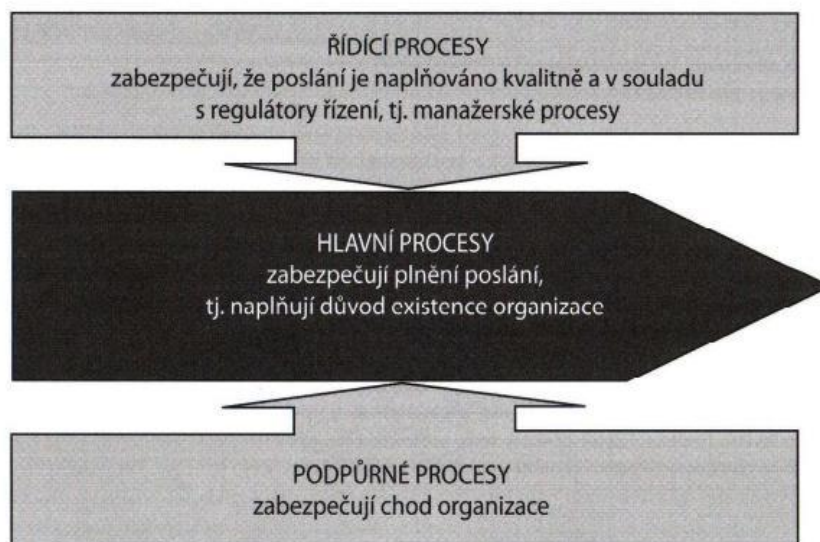 ŘÍDÍCÍ PROCESY
zabezpečují, že poslání je naplňováno kvalitně a v souladu
s regulátory řízení, tj. manažerské procesy
HLAVNÍ PROCESY
zabezpečují plnění poslání,
tj. naplňují důvod existence organizace
PODPŮRNÉ PROCESY
zabezpečují chod organizace